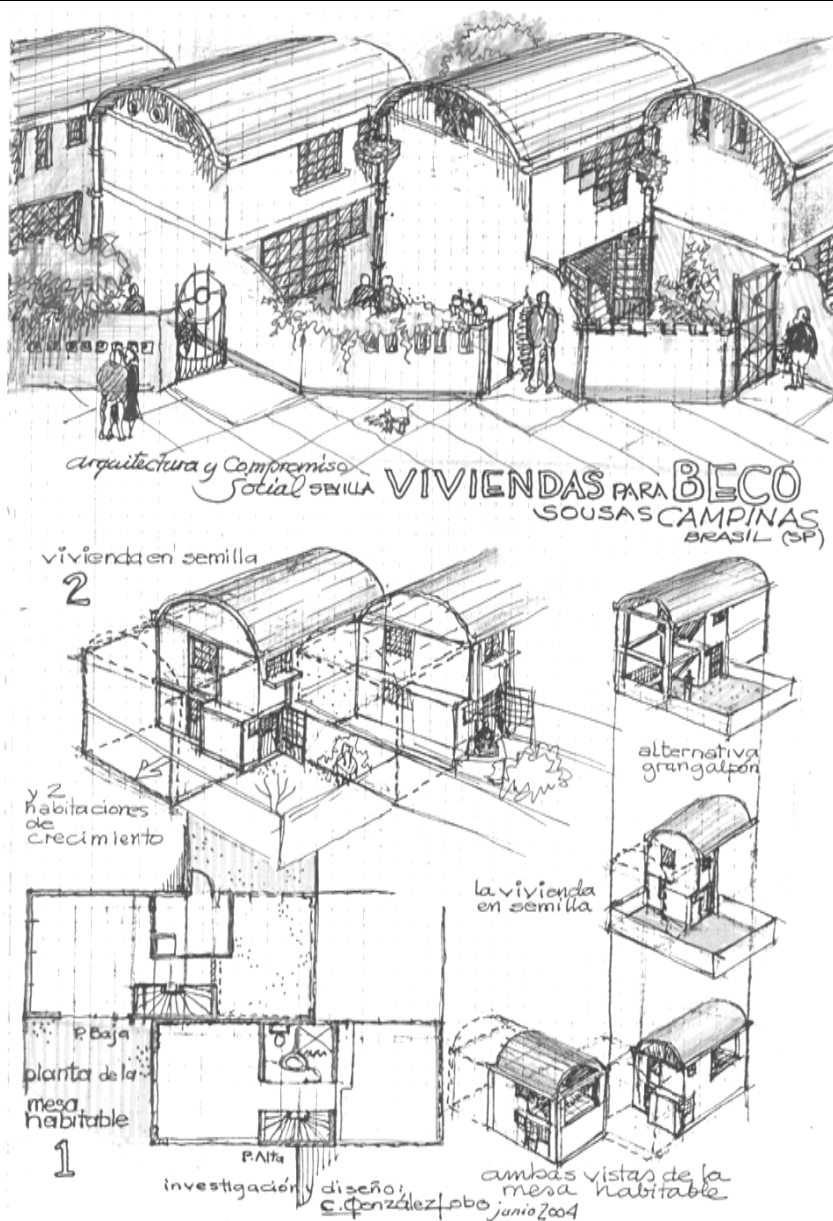 arquitectura y Compromiso
Social SEVILLA
VIVIENDAS PARA BECO
SOUSAS CAMPINAS
BRASIL (SP)
vivienda en semilla
2
y 2
habitaciones
de
crecimiento
alternativa
grangalpón
la vivienda
en semilla
P. Baja
planta de la
mesa
habitable
1
P. Alta
investigación y diseño:
C. González Lobo
junio 2004
ambas vistas de la
mesa habitable